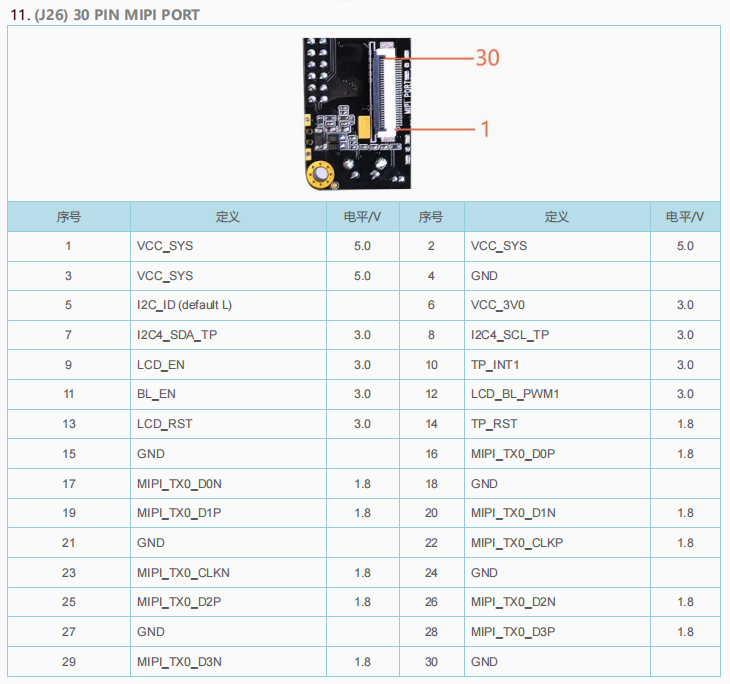 11. (J26) 30 PIN MIPI PORT
30
MIPI PORT
1
序号 定义 电平/V 序号 定义 电平/V
1 VCC_SYS 5.0 2 VCC_SYS 5.0
3 VCC_SYS 5.0 4 GND
5 I2C_ID (default L) 6 VCC_3V0 3.0
7 I2C4_SDA_TP 3.0 8 I2C4_SCL_TP 3.0
9 LCD_EN 3.0 10 TP_INT1 3.0
11 BL_EN 3.0 12 LCD_BL_PWM1 3.0
13 LCD_RST 3.0 14 TP_RST 1.8
15 GND 16 MIPI_TX0_D0P 1.8
17 MIPI_TX0_D0N 1.8 18 GND
19 MIPI_TX0_D1P 1.8 20 MIPI_TX0_D1N 1.8
21 GND 22 MIPI_TX0_CLKP 1.8
23 MIPI_TX0_CLKN 1.8 24 GND
25 MIPI_TX0_D2P 1.8 26 MIPI_TX0_D2N 1.8
27 GND 28 MIPI_TX0_D3P 1.8
29 MIPI_TX0_D3N 1.8 30 GND